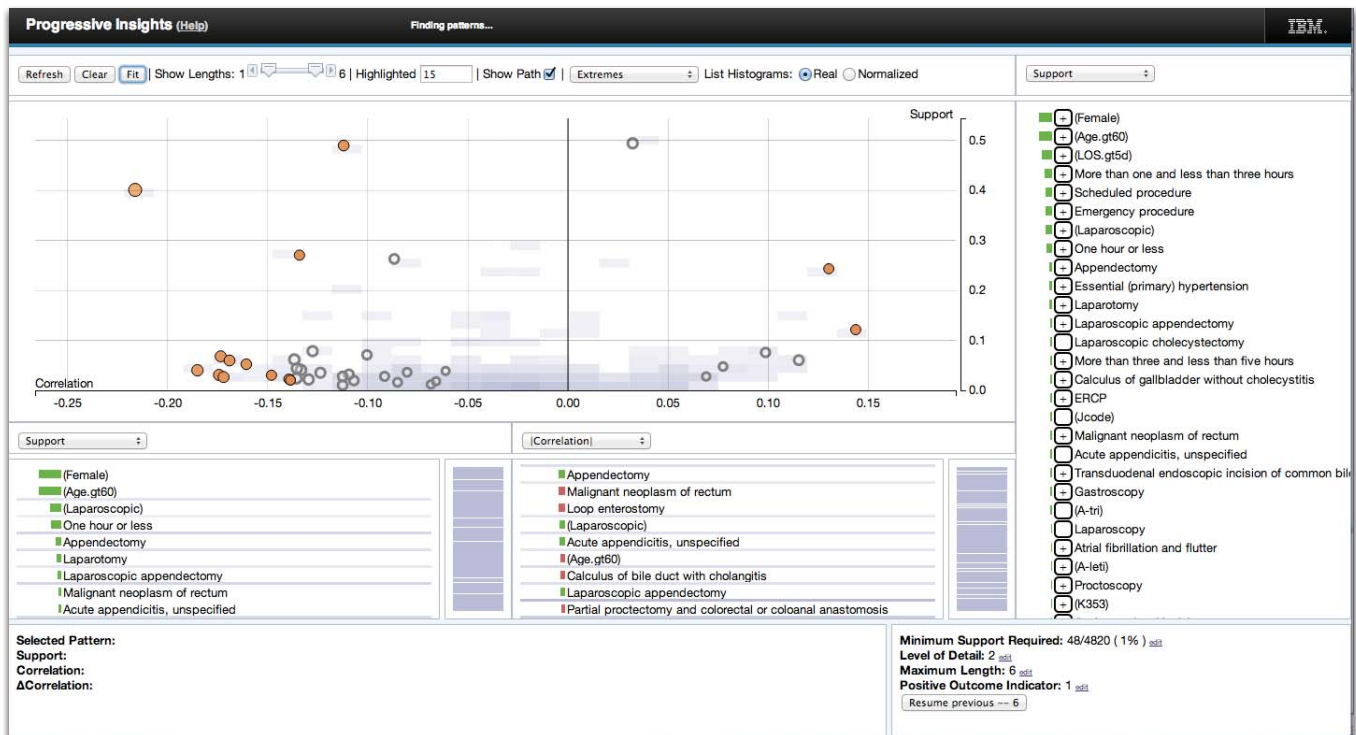 Progressive Insights (Help)
Finding patterns...
IBM.
Refresh Clear Fit | Show Lengths: 1 6 | Highlighted 15 | Show Path | Extremes List Histograms: Real Normalized
Support
Support
0.5
0.4
0.3
0.2
0.1
0.0
Correlation
-0.25 -0.20 -0.15 -0.10 -0.05 0.00 0.05 0.10 0.15
(Female)
(Age.gt60)
(LOS.gt5d)
More than one and less than three hours
Scheduled procedure
Emergency procedure
(Laparoscopic)
One hour or less
Appendectomy
Essential (primary) hypertension
Laparotomy
Laparoscopic appendectomy
Laparoscopic cholecystectomy
More than three and less than five hours
Calculus of gallbladder without cholecystitis
ERCP
(Jcode)
Malignant neoplasm of rectum
Acute appendicitis, unspecified
Transduodenal endoscopic incision of common bil
Gastroscopy
(A-tri)
Laparoscopy
Atrial fibrillation and flutter
(A-leti)
Proctoscopy
(K353)
Support
(Female)
(Age.gt60)
(Laparoscopic)
One hour or less
Appendectomy
Laparotomy
Laparoscopic appendectomy
Malignant neoplasm of rectum
Acute appendicitis, unspecified
|Correlation|
Appendectomy
Malignant neoplasm of rectum
Loop enterostomy
(Laparoscopic)
Acute appendicitis, unspecified
(Age.gt60)
Calculus of bile duct with cholangitis
Laparoscopic appendectomy
Partial proctectomy and colorectal or coloanal anastomosis
Selected Pattern:
Support:
Correlation:
ΔCorrelation:
Minimum Support Required: 48/4820 ( 1% ) edit
Level of Detail: 2 edit
Maximum Length: 6 edit
Positive Outcome Indicator: 1 edit
Resume previous -- 6